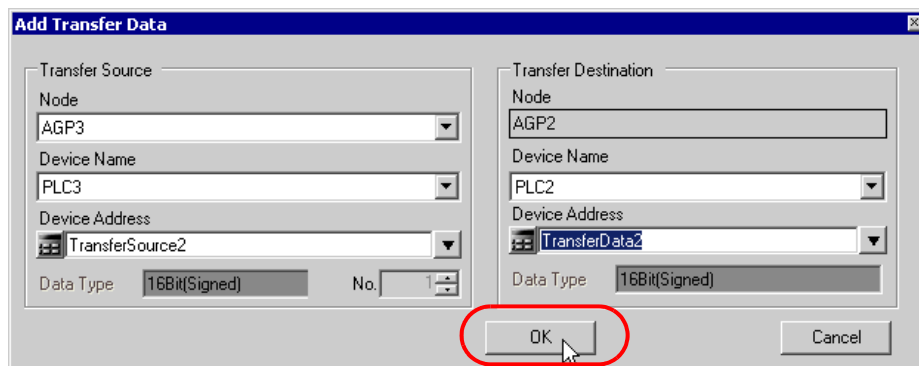 Add Transfer Data
Transfer Source
Node
AGP3
Device Name
PLC3
Device Address
TransferSource2
Data Type 16Bit(Signed) No. 1
Transfer Destination
Node
AGP2
Device Name
PLC2
Device Address
TransferData2
Data Type 16Bit(Signed)
OK Cancel